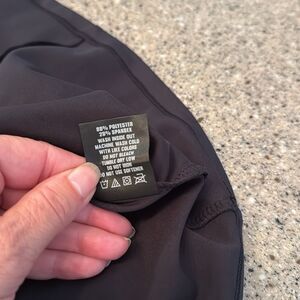 80% POLYESTER
20% SPANDEX
WASH INSIDE OUT
MACHINE WASH COLD
WITH LIKE COLORS
DO NOT BLEACH
TUMBLE DRY LOW
DO NOT IRON
DO NOT USE SOFTENER